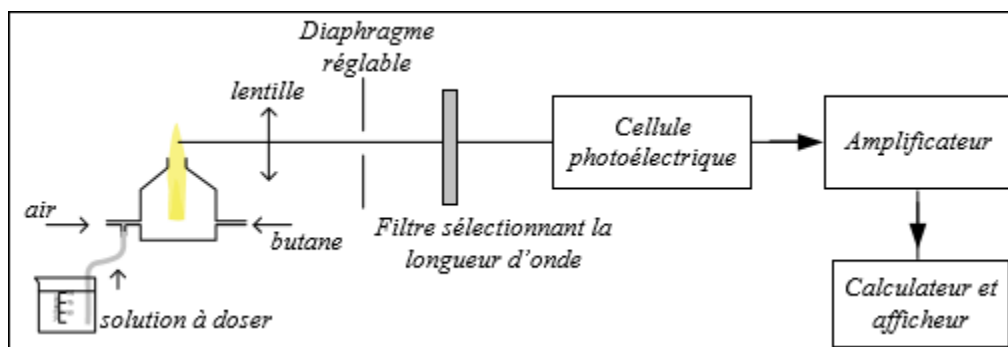 Diaphragme
réglable
lentille
Cellule
photoélectrique
Amplificateur
air
butane
Filtre sélectionnant la
longueur d'onde
solution à doser
Calculateur et
afficheur